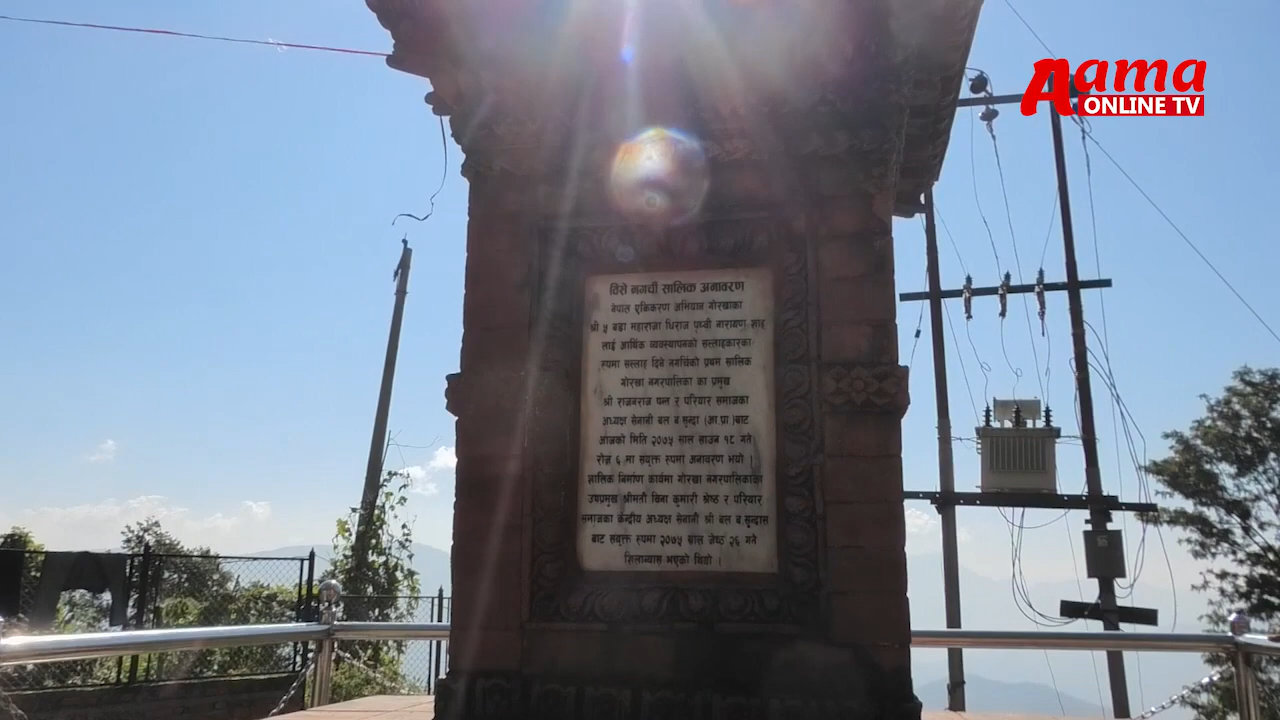 Aama
ONLINE TV
विसे नगर्ची सालिक अनावरण
नेपाल एकिकरण अभियान गोरखाका
श्री ५ बडा महाराजा धिराज पृथ्वी नारायण शाह
लाई आर्थिक व्यवस्थापनको सल्लाहकारका
रुपमा सल्लाह दिने नगर्चिको प्रथम सालिक
गोरखा नगरपालिका का प्रमुख
श्री राजनराज पन्त र परियार समाजका
अध्यक्ष सेनानी बल ब.सुन्दा (आ.प्रा.)बाट
आजको मिति २०७५ साल साउन १८ गते
रोज ६ मा संयुक्त रुपमा अनावरण भयो ।
शालिक निर्माण कार्यमा गोरखा नगरपालिकाका
उपप्रमुख श्रीमती विना कुमारी श्रेष्ठ र परियार
समाजका केन्द्रीय अध्यक्ष सेनानी श्री बल ब.सुन्दास
बाट संयुक्त रुपमा २०७५ साल जेष्ठ २६ गते
शिलान्यास भएको थियो ।